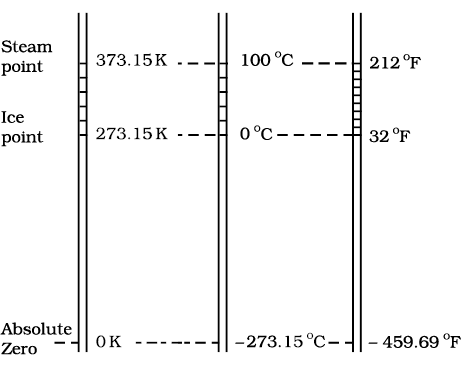 Steam
point
373.15 K
100 °C
212 °F
Ice
point
273.15 K
0 °C
32 °F
Absolute
Zero
0 K
–273.15 °C
– 459.69 °F